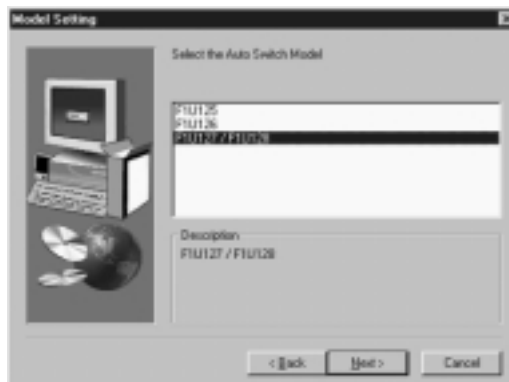 Model Setting
Select the Auto Switch Model
F1U125
F1U126
F1U127 / F1U128
Description
F1U127 / F1U128
< Back
Next >
Cancel